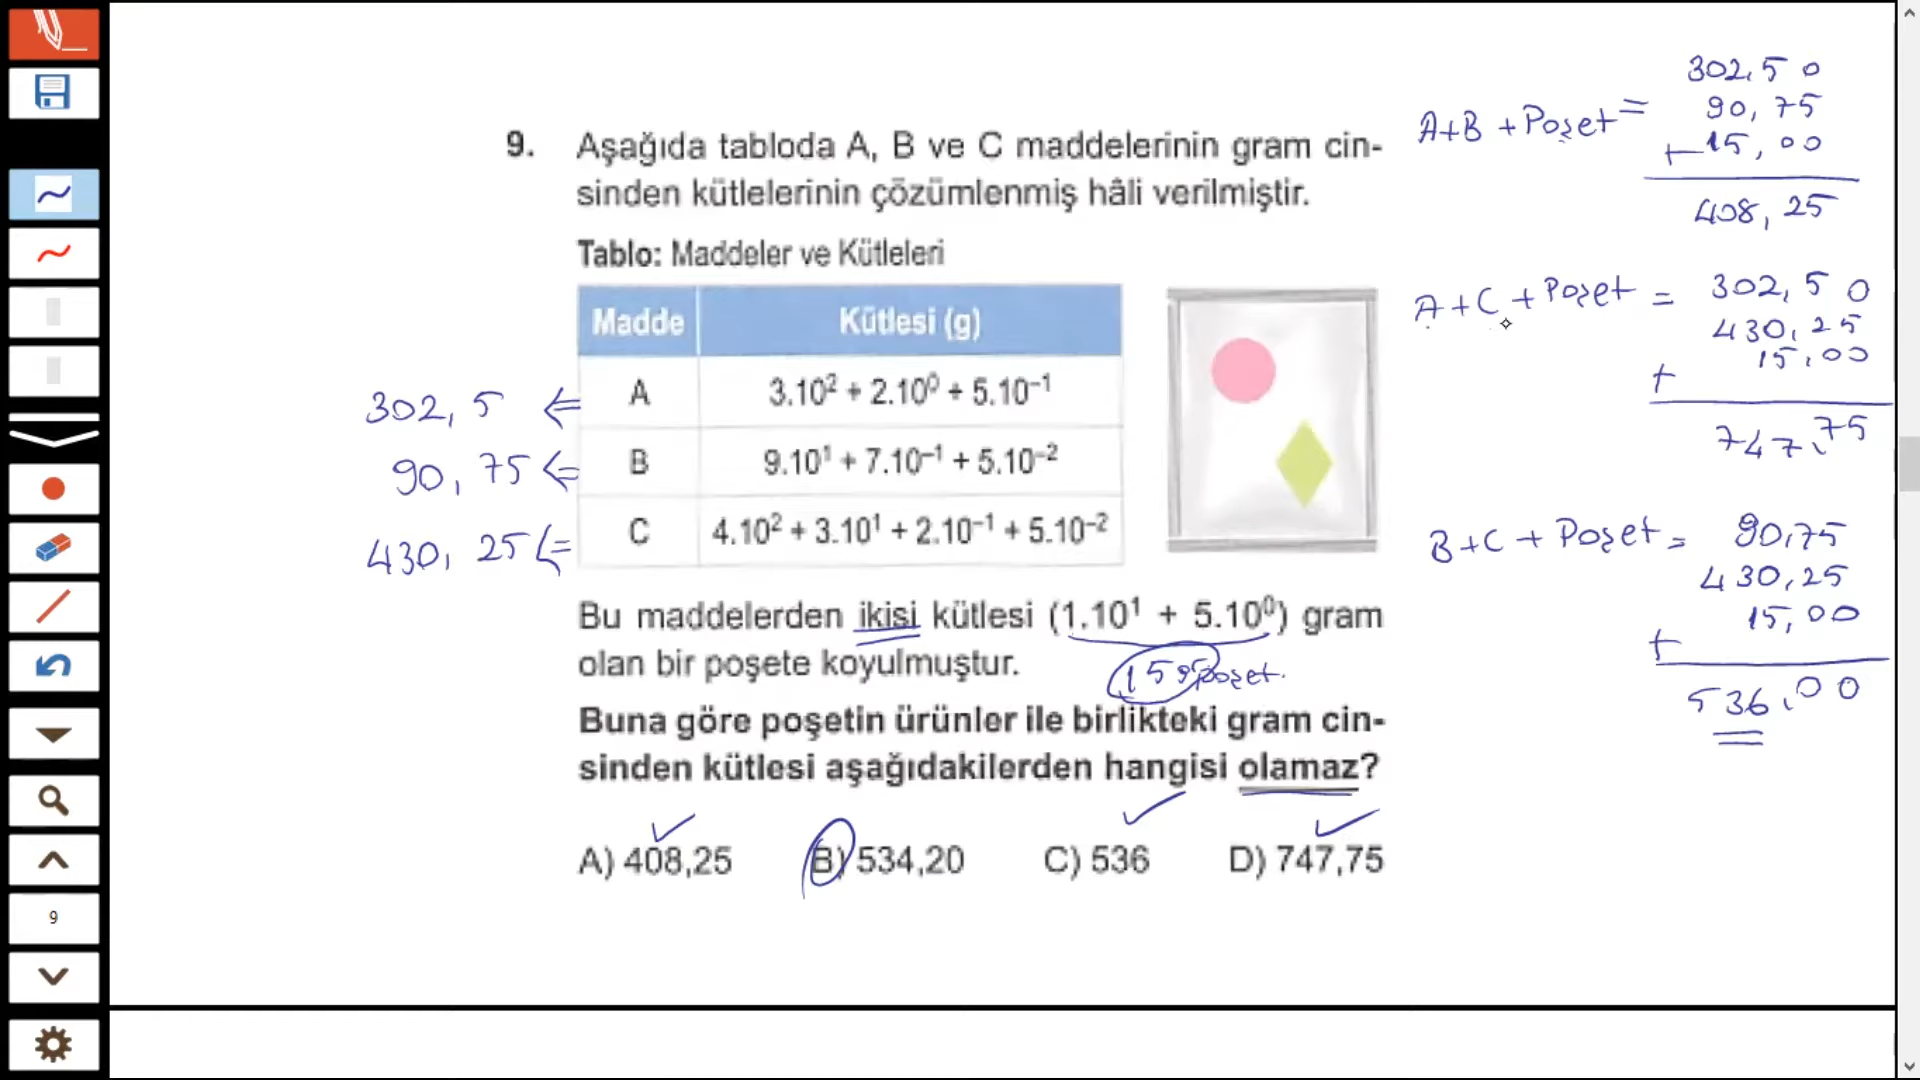 9. Aşağıda tabloda A, B ve C maddelerinin gram cin-
sinden kütlelerinin çözümlenmiş hâli verilmiştir.
Tablo: Maddeler ve Kütleleri
Madde Kütlesi (g)
302,5 ⇐ A 3.10² + 2.10⁰ + 5.10⁻¹
90,75 ⇐ B 9.10¹ + 7.10⁻¹ + 5.10⁻²
430,25 ⇐ C 4.10² + 3.10¹ + 2.10⁻¹ + 5.10⁻²
Bu maddelerden ikisi kütlesi (1.10¹ + 5.10⁰) gram
olan bir poşete koyulmuştur.
15 g poşet.
Buna göre poşetin ürünler ile birlikteki gram cin-
sinden kütlesi aşağıdakilerden hangisi olamaz?
A) 408,25 B) 534,20 C) 536 D) 747,75
A+B+Poşet =
302,50
90,75
+ 15,00
408,25
A+C+Poşet = 302,50
430,25
15,00
+
747,75
B+C+Poşet = 90,75
430,25
15,00
+
536,00
9